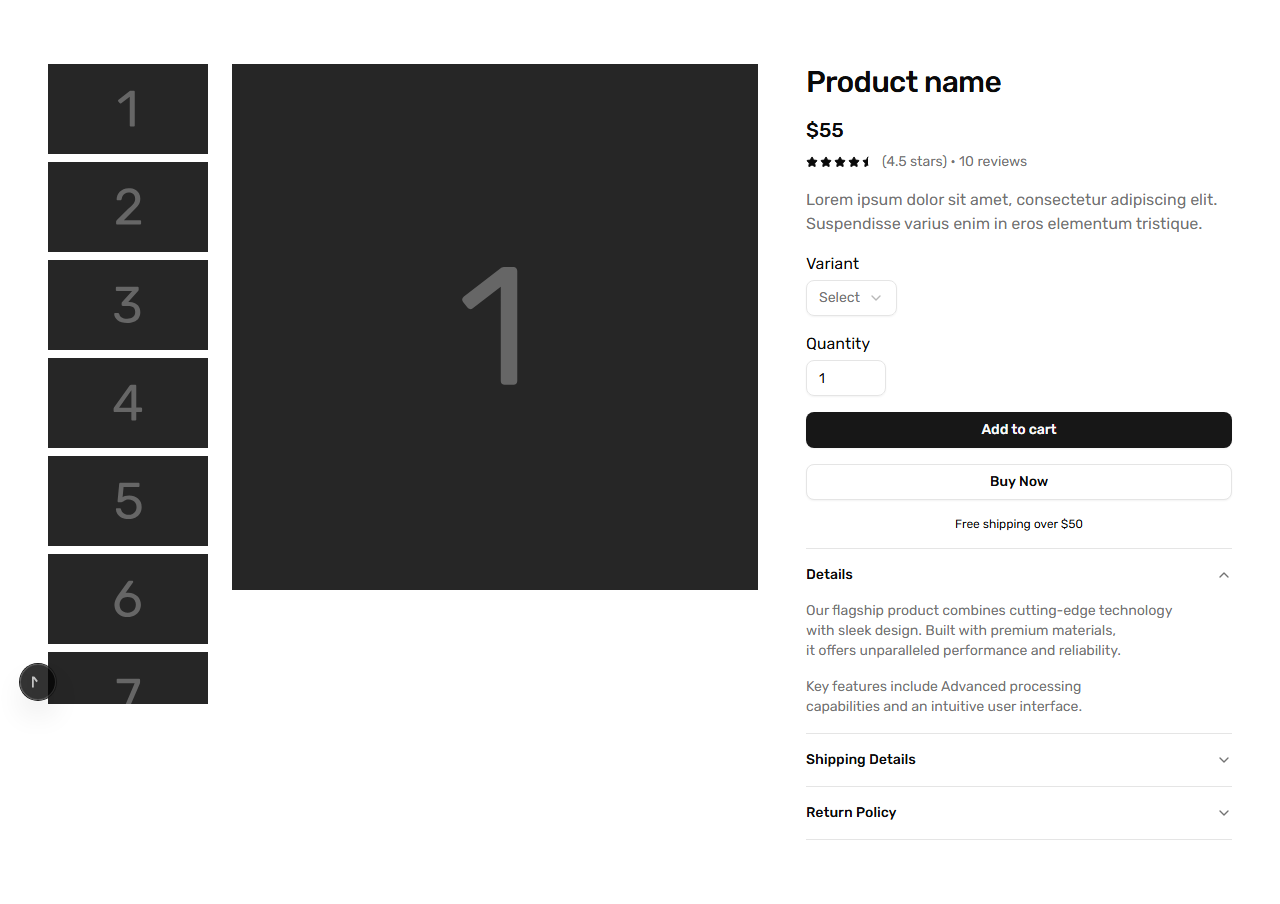 1
2
3
4
5
6
7
1
Product name
$55
(4.5 stars) • 10 reviews
Lorem ipsum dolor sit amet, consectetur adipiscing elit.
Suspendisse varius enim in eros elementum tristique.
Variant
Select
Quantity
1
Add to cart
Buy Now
Free shipping over $50
Details
Our flagship product combines cutting-edge technology
with sleek design. Built with premium materials,
it offers unparalleled performance and reliability.
Key features include Advanced processing
capabilities and an intuitive user interface.
Shipping Details
Return Policy